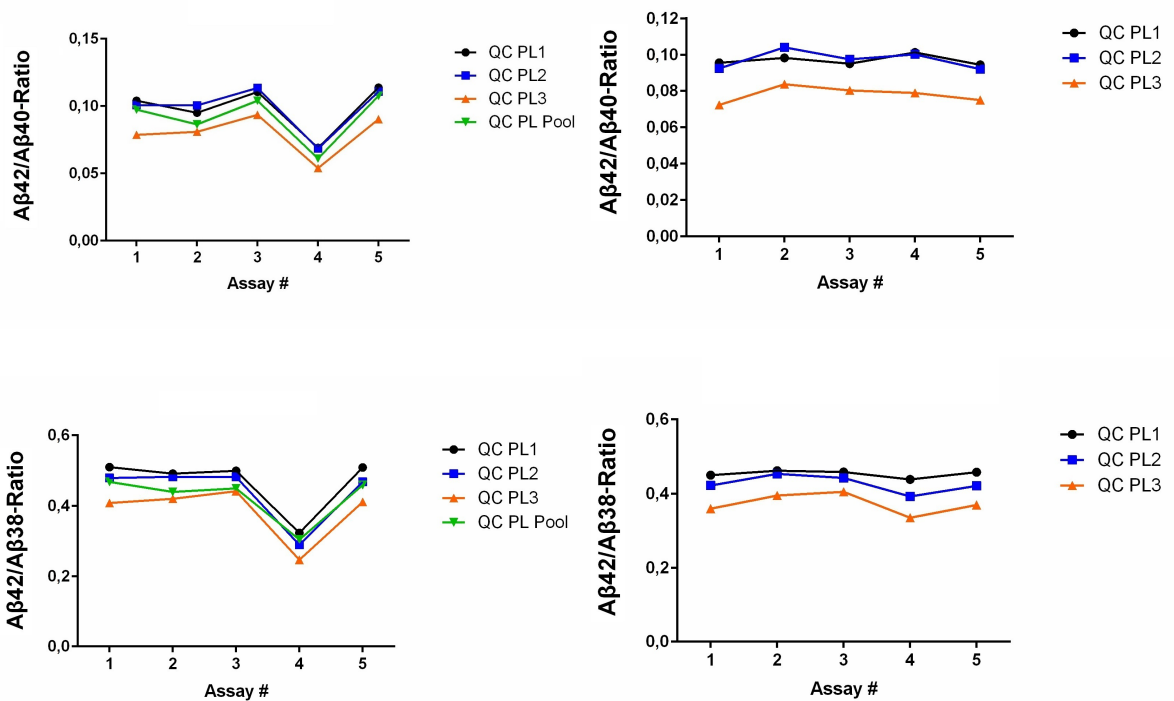 Aβ42/Aβ40-Ratio
0,15
0,10
0,05
0,00
1 2 3 4 5
Assay #
QC PL1
QC PL2
QC PL3
QC PL Pool
Aβ42/Aβ40-Ratio
0,12
0,10
0,08
0,06
0,04
0,02
0,00
1 2 3 4 5
Assay #
QC PL1
QC PL2
QC PL3
Aβ42/Aβ38-Ratio
0,6
0,4
0,2
0,0
1 2 3 4 5
Assay #
QC PL1
QC PL2
QC PL3
QC PL Pool
Aβ42/Aβ38-Ratio
0,6
0,4
0,2
0,0
1 2 3 4 5
Assay #
QC PL1
QC PL2
QC PL3